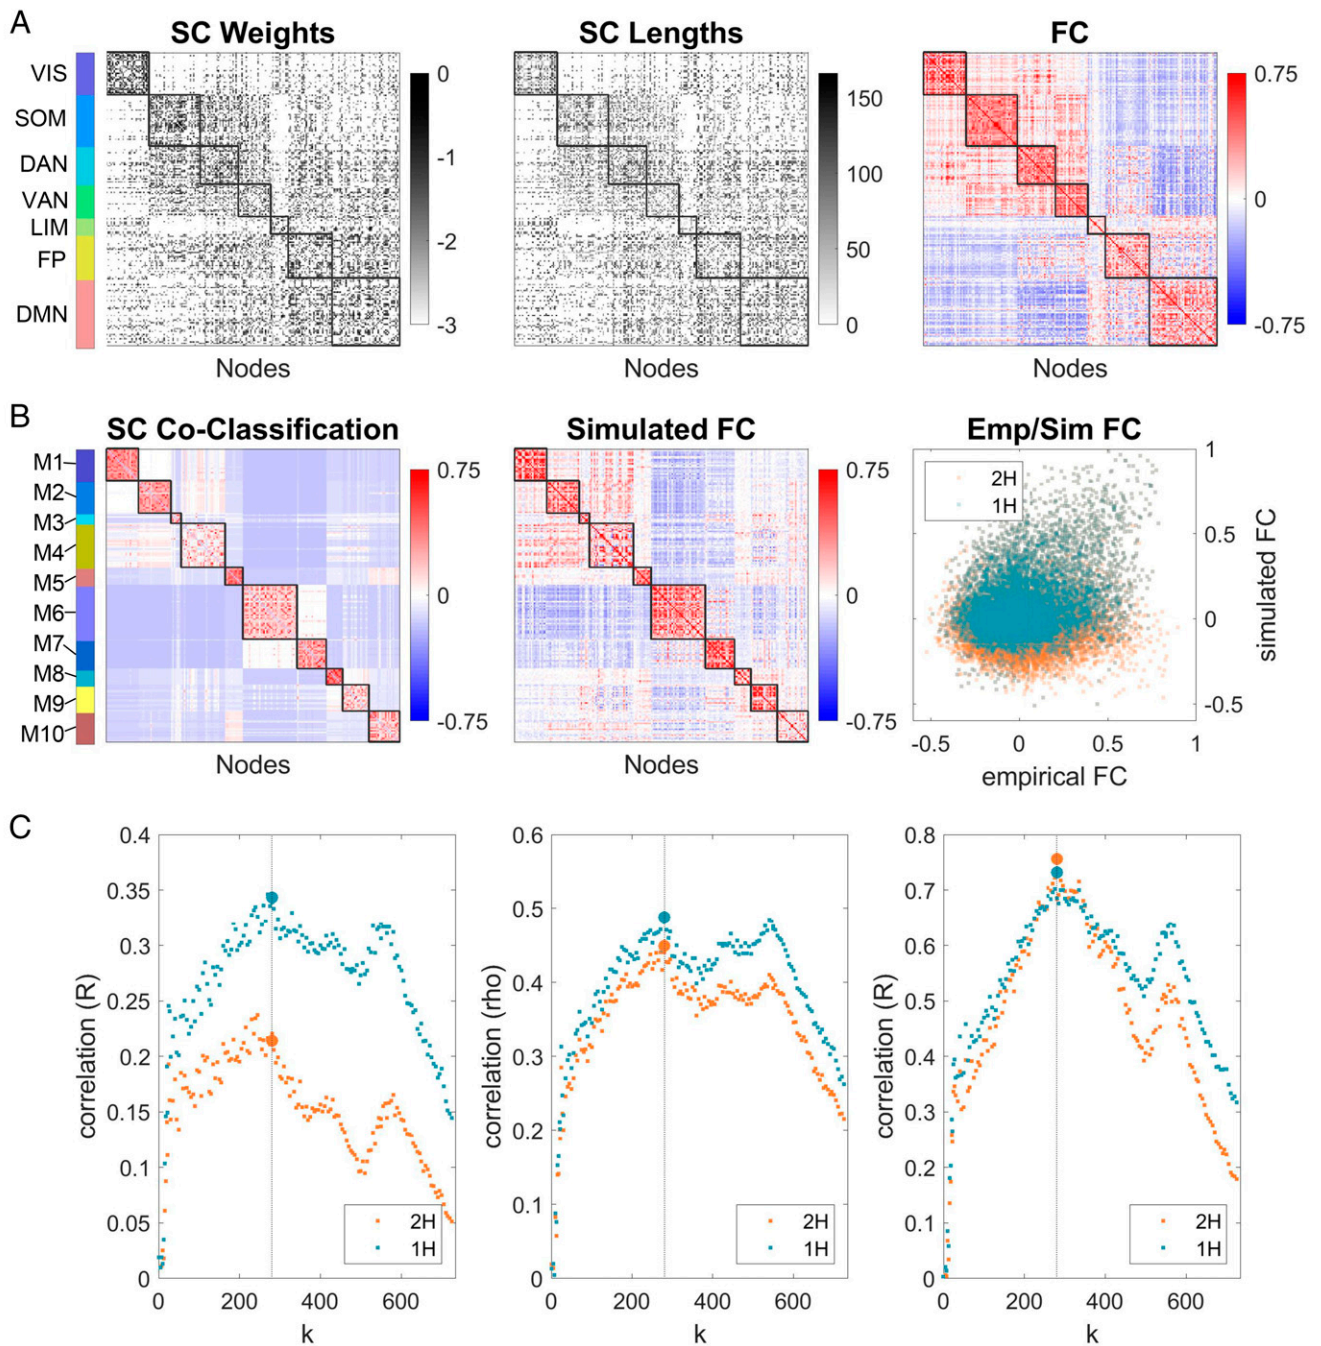 A
SC Weights
SC Lengths
FC
VIS
SOM
DAN
VAN
LIM
FP
DMN
0
-1
-2
-3
150
100
50
0
0.75
0
-0.75
Nodes
Nodes
Nodes
B
SC Co-Classification
Simulated FC
Emp/Sim FC
M1
M2
M3
M4
M5
M6
M7
M8
M9
M10
0.75
0
-0.75
0.75
0
-0.75
2H
1H
1
0.5
0
-0.5
simulated FC
-0.5
0
0.5
1
empirical FC
Nodes
Nodes
C
0.4
0.35
0.3
0.25
0.2
0.15
0.1
0.05
0
correlation (R)
2H
1H
0
200
400
600
k
0.6
0.5
0.4
0.3
0.2
0.1
0
correlation (rho)
2H
1H
0
200
400
600
k
0.8
0.7
0.6
0.5
0.4
0.3
0.2
0.1
0
correlation (R)
2H
1H
0
200
400
600
k